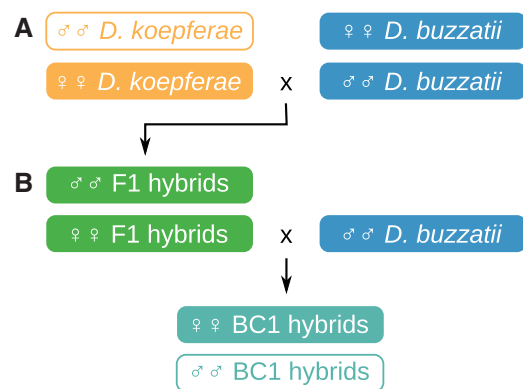 A ♂♂ D. koepferae ♀♀ D. buzzatii
♀♀ D. koepferae x ♂♂ D. buzzatii
B ♂♂ F1 hybrids
♀♀ F1 hybrids x ♂♂ D. buzzatii
♀♀ BC1 hybrids
♂♂ BC1 hybrids